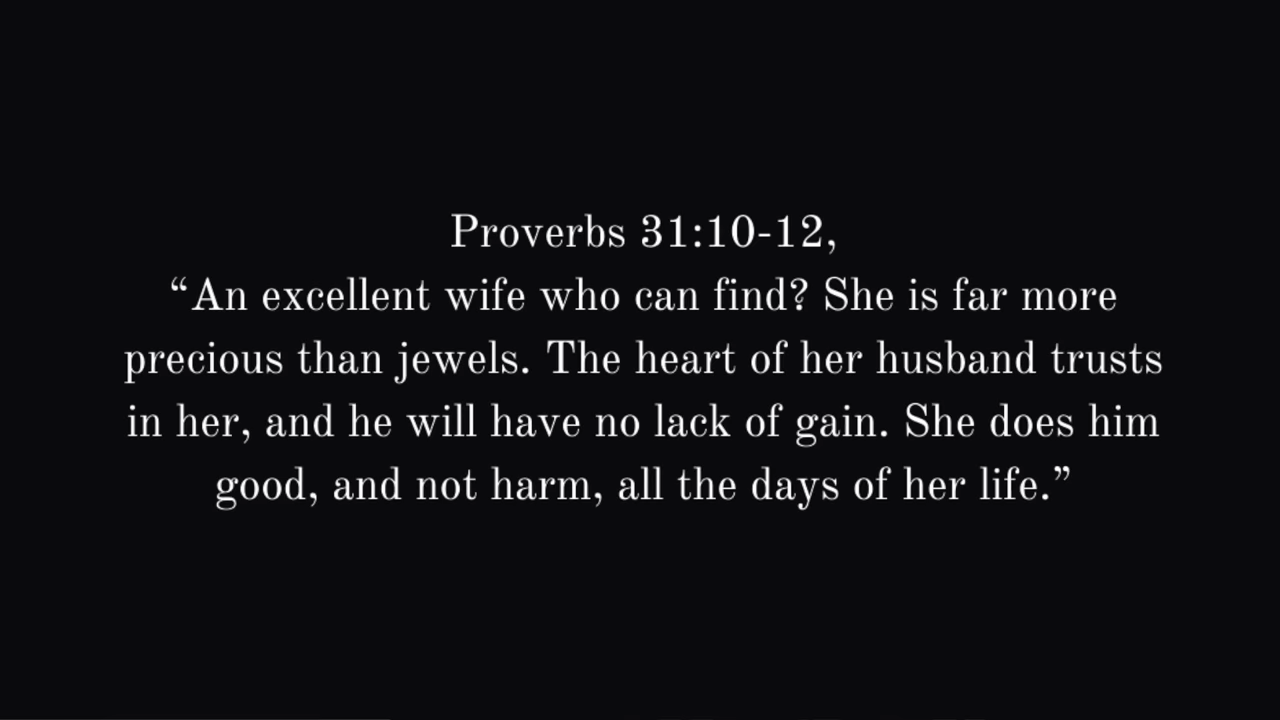 Proverbs 31:10-12,
“An excellent wife who can find? She is far more
precious than jewels. The heart of her husband trusts
in her, and he will have no lack of gain. She does him
good, and not harm, all the days of her life.”